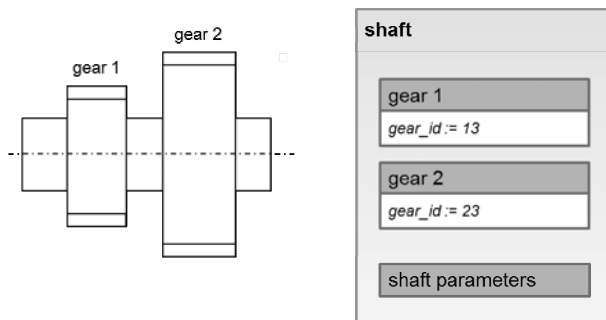 gear 2
gear 1
shaft
gear 1
gear_id := 13
gear 2
gear_id := 23
shaft parameters